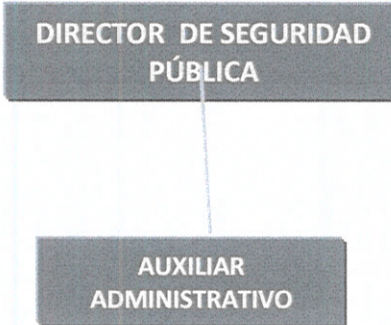 DIRECTOR DE SEGURIDAD
PÚBLICA
AUXILIAR
ADMINISTRATIVO